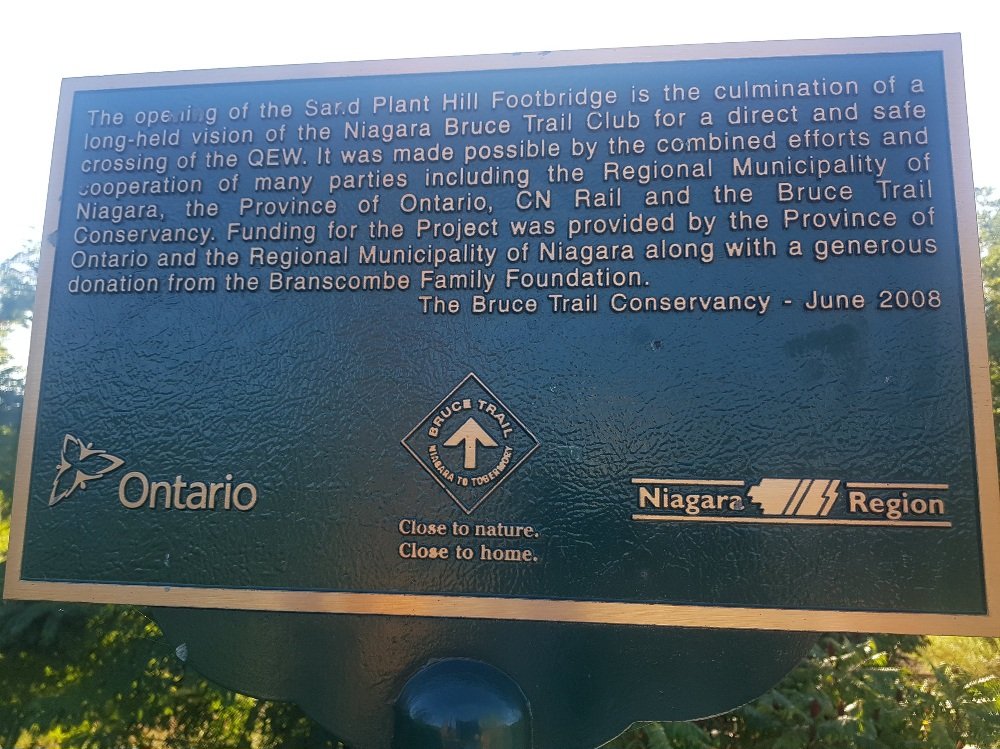 The opening of the Sand Plant Hill Footbridge is the culmination of a
long-held vision of the Niagara Bruce Trail Club for a direct and safe
crossing of the QEW. It was made possible by the combined efforts and
cooperation of many parties including the Regional Municipality of
Niagara, the Province of Ontario, CN Rail and the Bruce Trail
Conservancy. Funding for the Project was provided by the Province of
Ontario and the Regional Municipality of Niagara along with a generous
donation from the Branscombe Family Foundation.
The Bruce Trail Conservancy - June 2008
BRUCE TRAIL
NIAGARA TO TOBERMORY
Ontario
Niagara Region
Close to nature.
Close to home.